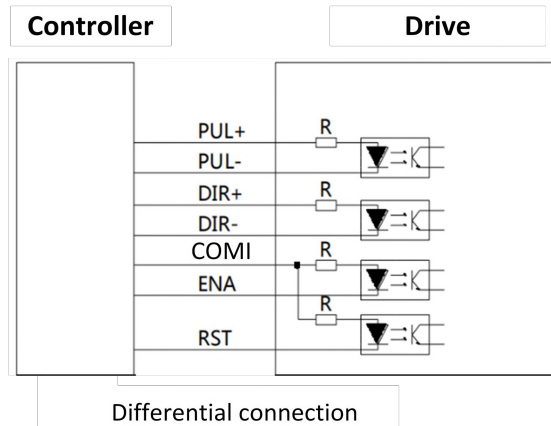 Controller
Drive
PUL+
R
PUL-
DIR+
R
DIR-
COMI
R
ENA
R
RST
Differential connection